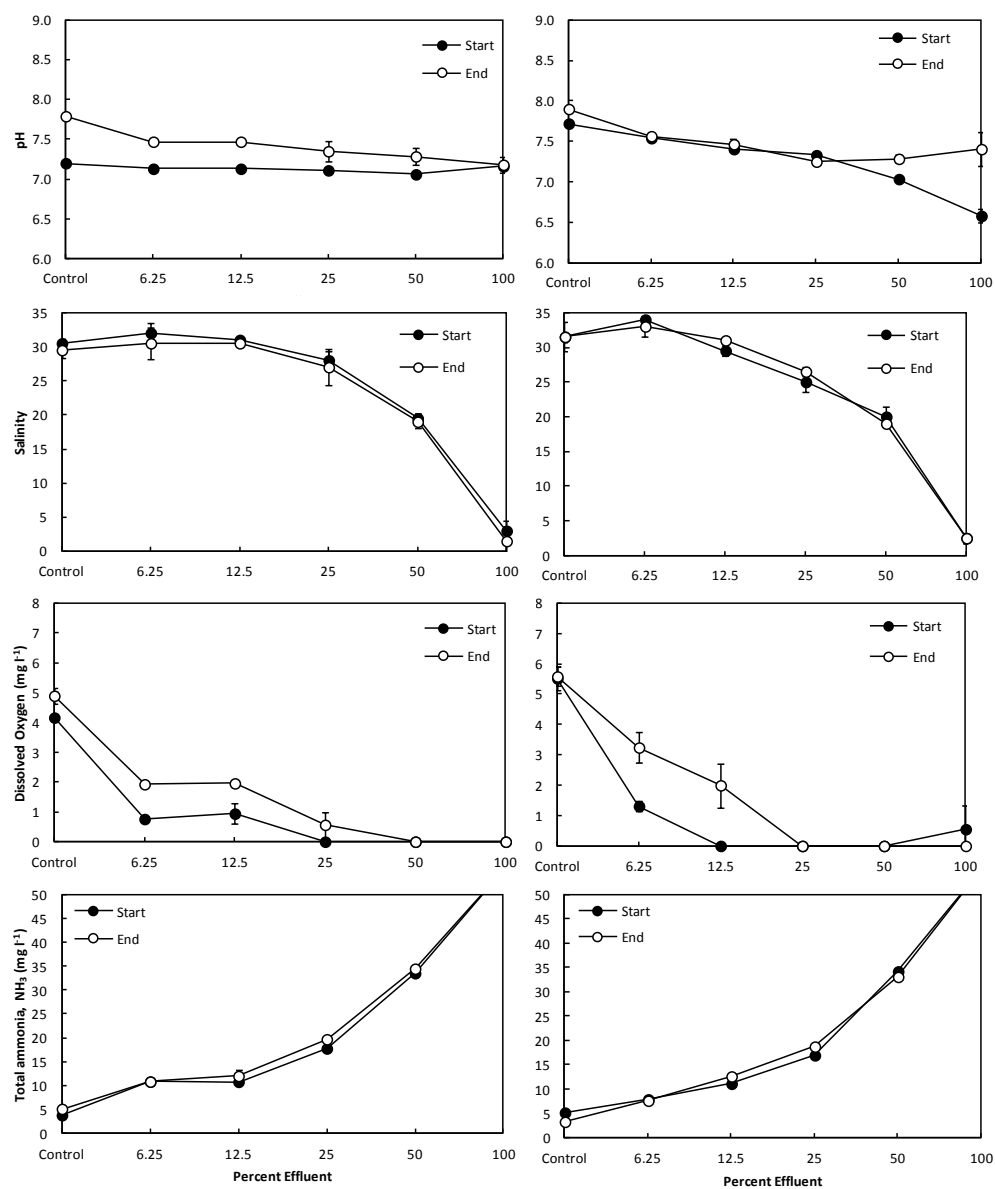 9.0
8.5
8.0
7.5
7.0
6.5
6.0
pH
Start
End
Control 6.25 12.5 25 50 100
9.0
8.5
8.0
7.5
7.0
6.5
6.0
Start
End
Control 6.25 12.5 25 50 100
35
30
25
20
15
10
5
0
Salinity
Start
End
Control 6.25 12.5 25 50 100
35
30
25
20
15
10
5
0
Start
End
Control 6.25 12.5 25 50 100
8
7
6
5
4
3
2
1
0
Dissolved Oxygen (mg l⁻¹)
Start
End
Control 6.25 12.5 25 50 100
8
7
6
5
4
3
2
1
0
Start
End
Control 6.25 12.5 25 50 100
50
45
40
35
30
25
20
15
10
5
0
Total ammonia, NH₃ (mg l⁻¹)
Start
End
Control 6.25 12.5 25 50 100
Percent Effluent
50
45
40
35
30
25
20
15
10
5
0
Start
End
Control 6.25 12.5 25 50 100
Percent Effluent